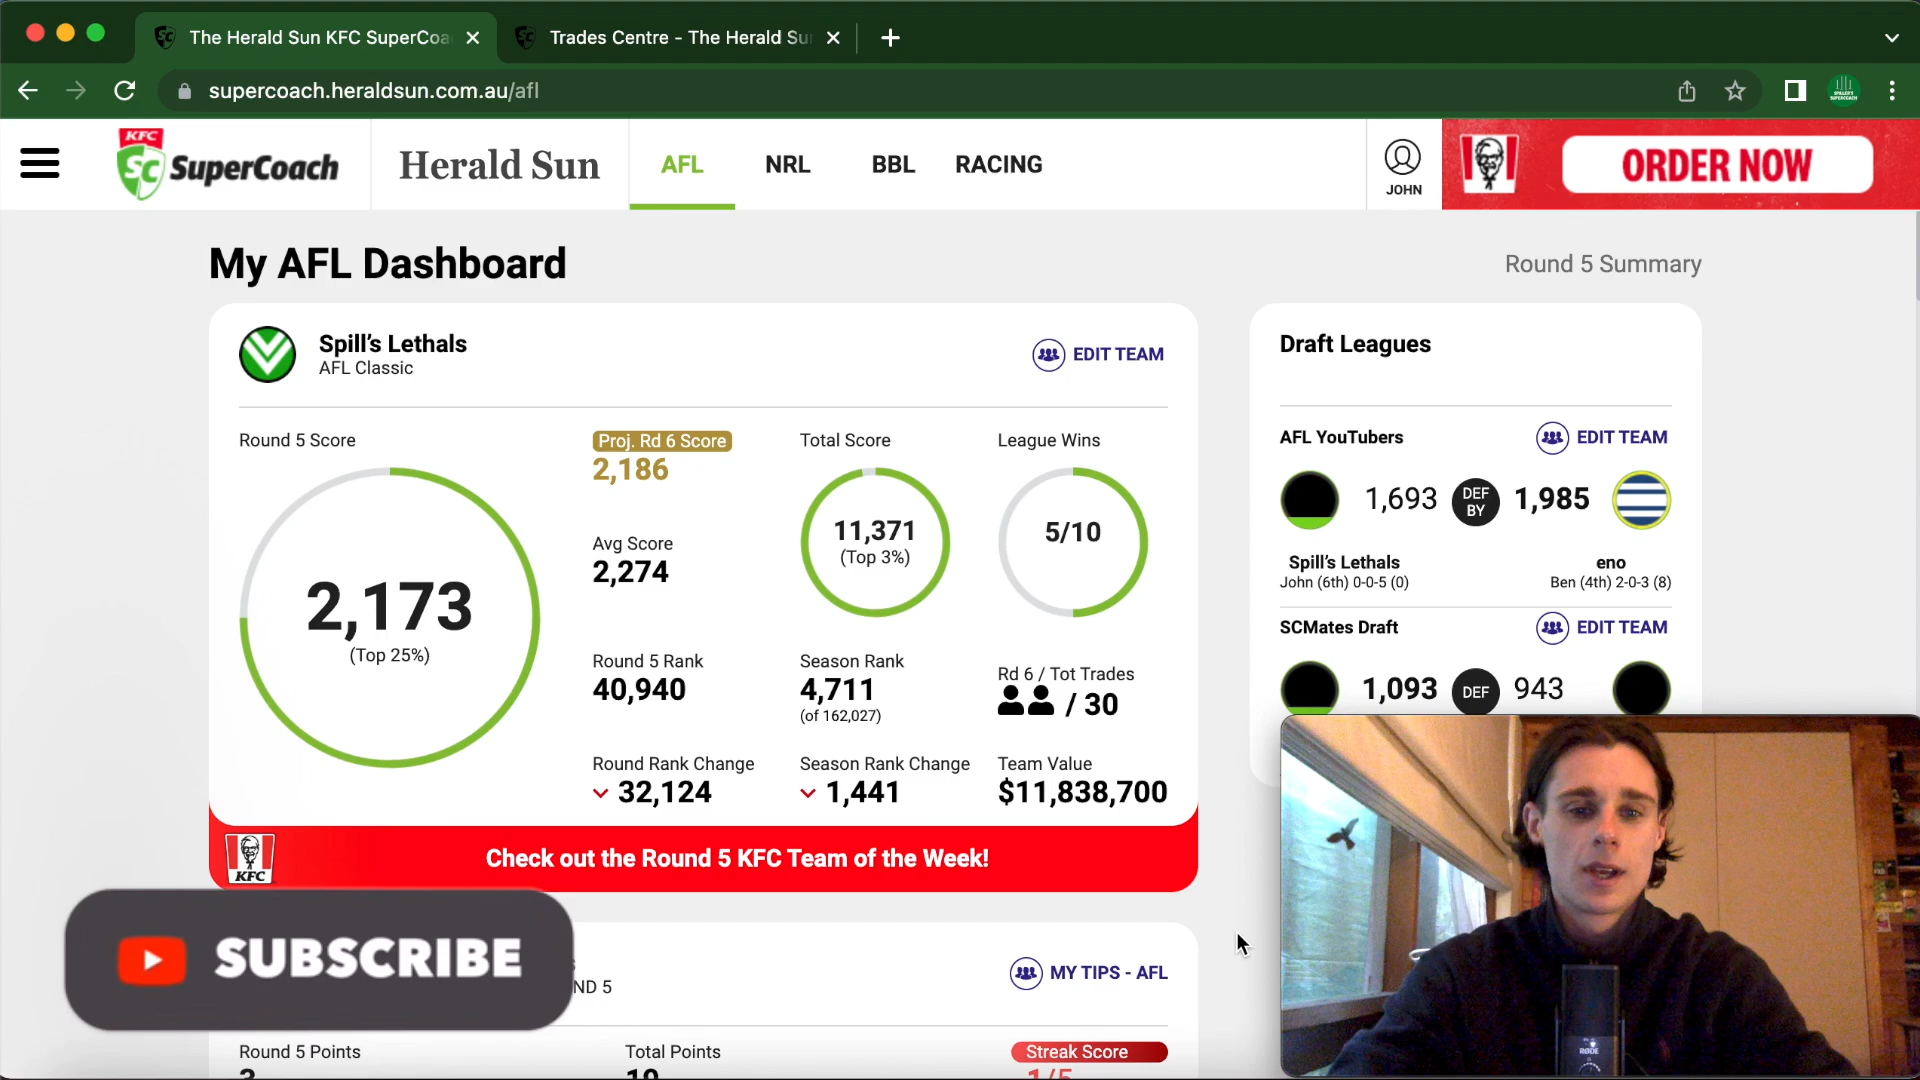 The Herald Sun KFC SuperCoa
Trades Centre - The Herald Su
supercoach.heraldsun.com.au/afl
KFC
SC
SuperCoach
Herald Sun
AFL
NRL
BBL
RACING
JOHN
ORDER NOW
My AFL Dashboard
Round 5 Summary
Spill's Lethals
AFL Classic
EDIT TEAM
Round 5 Score
2,173
(Top 25%)
Proj. Rd 6 Score
2,186
Avg Score
2,274
Round 5 Rank
40,940
Round Rank Change
32,124
Total Score
11,371
(Top 3%)
Season Rank
4,711
(of 162,027)
Season Rank Change
1,441
League Wins
5/10
Rd 6 / Tot Trades
/ 30
Team Value
$11,838,700
KFC
Check out the Round 5 KFC Team of the Week!
Draft Leagues
AFL YouTubers
EDIT TEAM
1,693
DEF
BY
1,985
Spill's Lethals
John (6th) 0-0-5 (0)
eno
Ben (4th) 2-0-3 (8)
SCMates Draft
EDIT TEAM
1,093
DEF
943
SUBSCRIBE
ND 5
MY TIPS - AFL
Round 5 Points
3
Total Points
19
Streak Score
1/5
RØDE